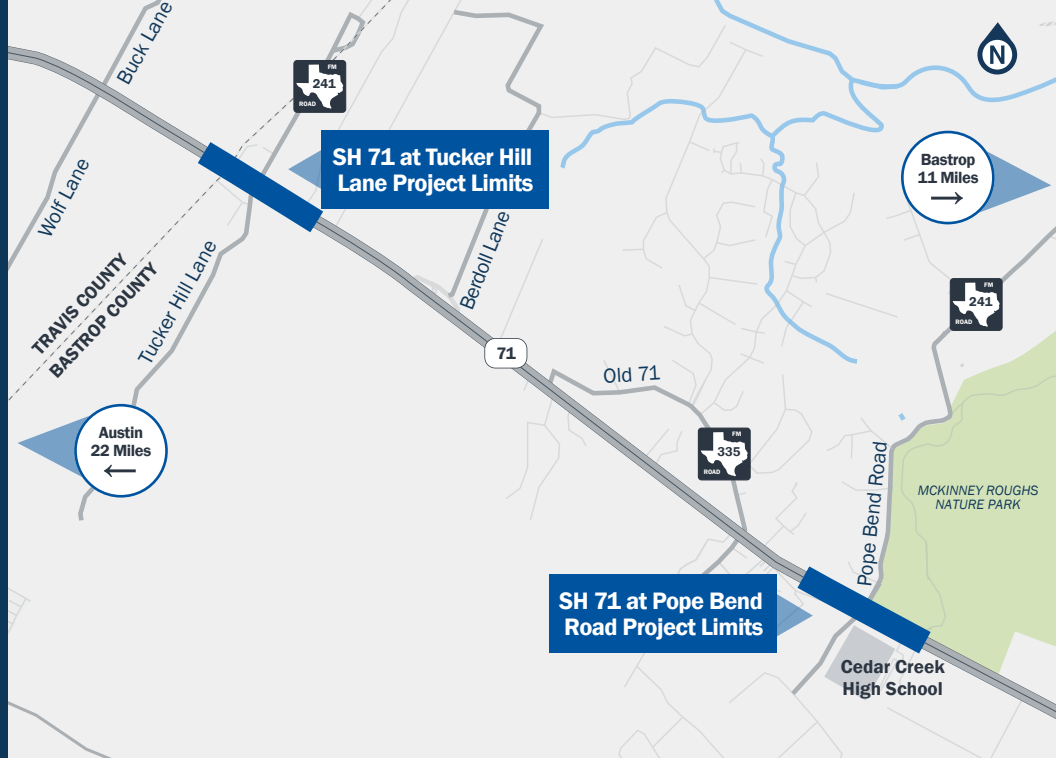 Buck Lane
N
FM
241
ROAD
SH 71 at Tucker Hill
Lane Project Limits
Bastrop
11 Miles
Wolf Lane
Berdoll Lane
TRAVIS COUNTY
BASTROP COUNTY
Tucker Hill Lane
FM
241
ROAD
71
Old 71
Austin
22 Miles
FM
335
ROAD
Pope Bend Road
MCKINNEY ROUGHS
NATURE PARK
SH 71 at Pope Bend
Road Project Limits
Cedar Creek
High School